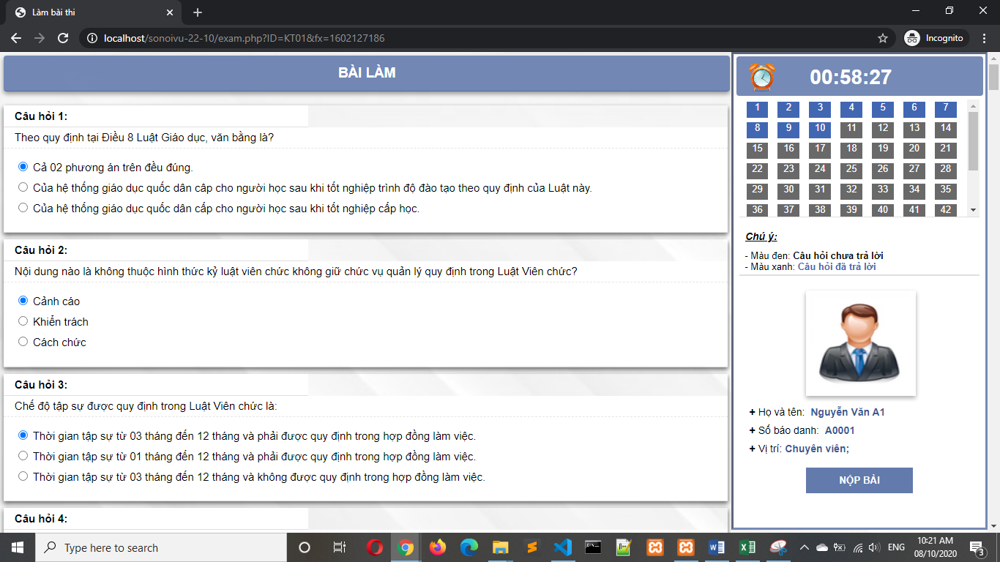 Làm bài thi
localhost/sonoivu-22-10/exam.php?ID=KT01&fx=1602127186
Incognito
BÀI LÀM
Câu hỏi 1:
Theo quy định tại Điều 8 Luật Giáo dục, văn bằng là?
Cả 02 phương án trên đều đúng.
Của hệ thống giáo dục quốc dân câp cho người học sau khi tốt nghiệp trình độ đào tạo theo quy định của Luật này.
Của hệ thống giáo dục quốc dân cấp cho người học sau khi tốt nghiệp cấp học.
Câu hỏi 2:
Nội dung nào là không thuộc hình thức kỷ luật viên chức không giữ chức vụ quản lý quy định trong Luật Viên chức?
Cảnh cáo
Khiển trách
Cách chức
Câu hỏi 3:
Chế độ tập sự được quy định trong Luật Viên chức là:
Thời gian tập sự từ 03 tháng đến 12 tháng và phải được quy định trong hợp đồng làm việc.
Thời gian tập sự từ 01 tháng đến 12 tháng và phải được quy định trong hợp đồng làm việc.
Thời gian tập sự từ 03 tháng đến 12 tháng và không được quy định trong hợp đồng làm việc.
Câu hỏi 4:
00:58:27
1 2 3 4 5 6 7
8 9 10 11 12 13 14
15 16 17 18 19 20 21
22 23 24 25 26 27 28
29 30 31 32 33 34 35
36 37 38 39 40 41 42
Chú ý:
- Màu đen: Câu hỏi chưa trả lời
- Màu xanh: Câu hỏi đã trả lời
+ Họ và tên: Nguyễn Văn A1
+ Số báo danh: A0001
+ Vị trí: Chuyên viên;
NỘP BÀI
Type here to search
ENG
10:21 AM
08/10/2020
3